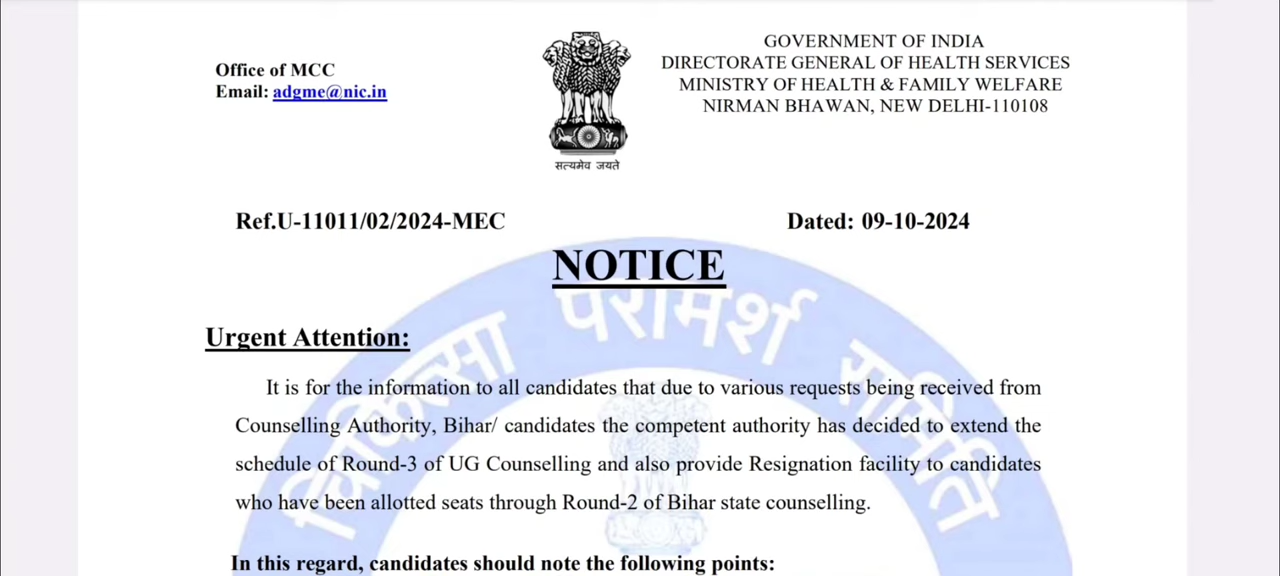 Office of MCC
Email: adgme@nic.in
सत्यमेव जयते
GOVERNMENT OF INDIA
DIRECTORATE GENERAL OF HEALTH SERVICES
MINISTRY OF HEALTH & FAMILY WELFARE
NIRMAN BHAWAN, NEW DELHI-110108
Ref.U-11011/02/2024-MEC
Dated: 09-10-2024
NOTICE
चिकित्सा परामर्श समिति
Urgent Attention:
It is for the information to all candidates that due to various requests being received from
Counselling Authority, Bihar/ candidates the competent authority has decided to extend the
schedule of Round-3 of UG Counselling and also provide Resignation facility to candidates
who have been allotted seats through Round-2 of Bihar state counselling.
In this regard, candidates should note the following points: